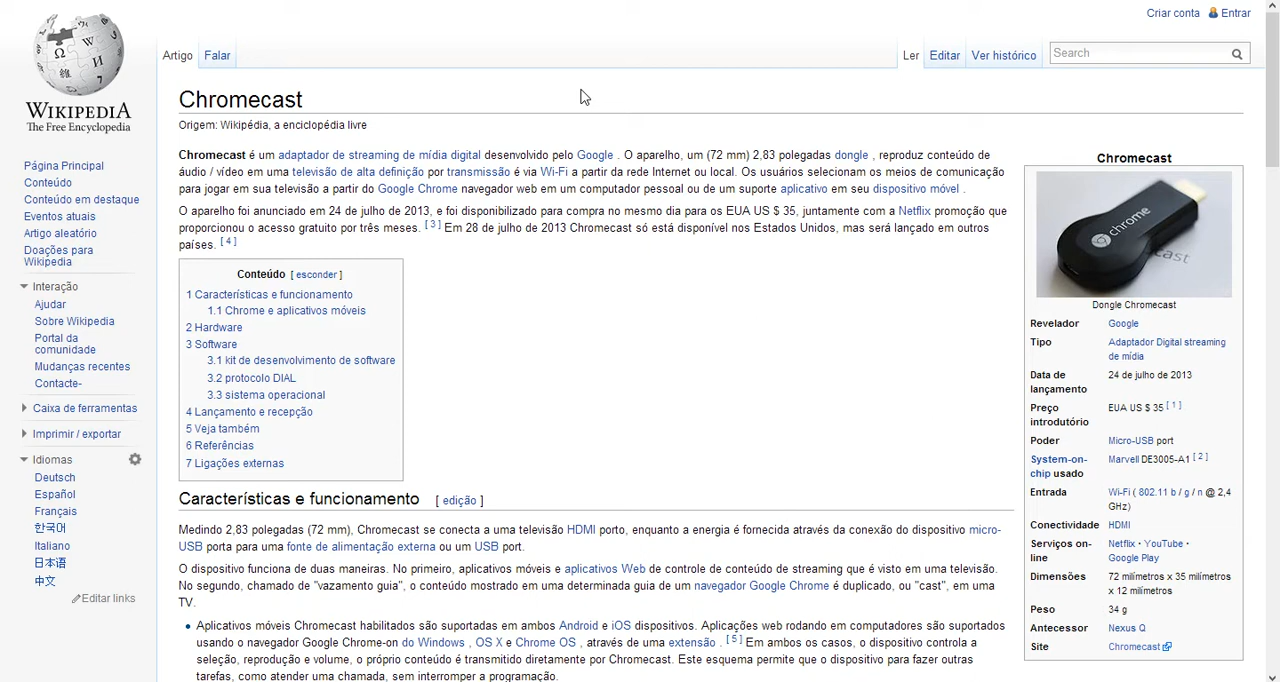 Criar conta Entrar
Artigo Falar Ler Editar Ver histórico Search
WIKIPEDIA
The Free Encyclopedia
Página Principal
Conteúdo
Conteúdo em destaque
Eventos atuais
Artigo aleatório
Doações para
Wikipedia
Interação
Ajudar
Sobre Wikipedia
Portal da
comunidade
Mudanças recentes
Contacte-
Caixa de ferramentas
Imprimir / exportar
Idiomas
Deutsch
Español
Français
한국어
Italiano
日本语
中文
Editar links
Chromecast
Origem: Wikipédia, a enciclopédia livre
Chromecast é um adaptador de streaming de mídia digital desenvolvido pelo Google . O aparelho, um (72 mm) 2,83 polegadas dongle , reproduz conteúdo de
áudio / vídeo em uma televisão de alta definição por transmissão é via Wi-Fi a partir da rede Internet ou local. Os usuários selecionam os meios de comunicação
para jogar em sua televisão a partir do Google Chrome navegador web em um computador pessoal ou de um suporte aplicativo em seu dispositivo móvel .
O aparelho foi anunciado em 24 de julho de 2013, e foi disponibilizado para compra no mesmo dia para os EUA US $ 35, juntamente com a Netflix promoção que
proporcionou o acesso gratuito por três meses. [ 3 ] Em 28 de julho de 2013 Chromecast só está disponível nos Estados Unidos, mas será lançado em outros
países. [ 4 ]
Conteúdo [ esconder ]
1 Características e funcionamento
1.1 Chrome e aplicativos móveis
2 Hardware
3 Software
3.1 kit de desenvolvimento de software
3.2 protocolo DIAL
3.3 sistema operacional
4 Lançamento e recepção
5 Veja também
6 Referências
7 Ligações externas
Características e funcionamento [ edição ]
Medindo 2,83 polegadas (72 mm), Chromecast se conecta a uma televisão HDMI porto, enquanto a energia é fornecida através da conexão do dispositivo micro-
USB porta para uma fonte de alimentação externa ou um USB port.
O dispositivo funciona de duas maneiras. No primeiro, aplicativos móveis e aplicativos Web de controle de conteúdo de streaming que é visto em uma televisão.
No segundo, chamado de "vazamento guia", o conteúdo mostrado em uma determinada guia de um navegador Google Chrome é duplicado, ou "cast", em uma
TV.
Aplicativos móveis Chromecast habilitados são suportadas em ambos Android e iOS dispositivos. Aplicações web rodando em computadores são suportados
usando o navegador Google Chrome-on do Windows , OS X e Chrome OS , através de uma extensão . [ 5 ] Em ambos os casos, o dispositivo controla a
seleção, reprodução e volume, o próprio conteúdo é transmitido diretamente por Chromecast. Este esquema permite que o dispositivo para fazer outras
tarefas, como atender uma chamada, sem interromper a programação.
Chromecast
chrome
cast
Dongle Chromecast
Revelador Google
Tipo Adaptador Digital streaming
de mídia
Data de 24 de julho de 2013
lançamento
Preço EUA US $ 35 [ 1 ]
introdutório
Poder Micro-USB port
System-on- Marvell DE3005-A1 [ 2 ]
chip usado
Entrada Wi-Fi ( 802.11 b / g / n @ 2,4
GHz)
Conectividade HDMI
Serviços on- Netflix • YouTube •
line Google Play
Dimensões 72 milímetros x 35 milímetros
x 12 milímetros
Peso 34 g
Antecessor Nexus Q
Site Chromecast